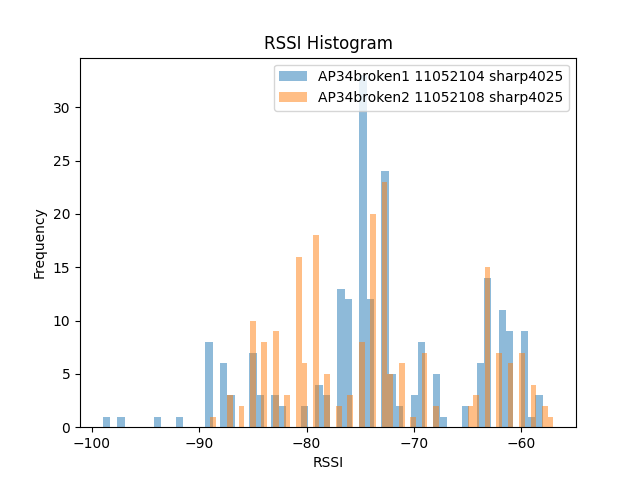 RSSI Histogram
AP34broken1 11052104 sharp4025
AP34broken2 11052108 sharp4025
Frequency
30
25
20
15
10
5
0
−100
−90
−80
−70
−60
RSSI